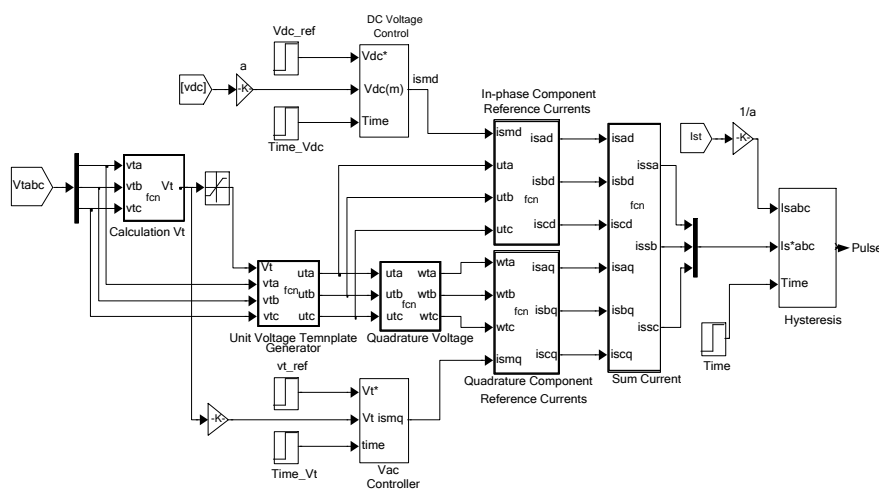 DC Voltage
Control
Vdc_ref
Vdc*
Vdc(m)
Time
ismd
a
[vdc]
-K-
Time_Vdc
In-phase Component
Reference Currents
ismd
uta
utb
utc
fcn
isad
isbd
iscd
isad
isbd
iscd
isaq
isbq
iscq
fcn
issa
issb
issc
Sum Current
1/a
Ist
-K-
Isabc
Is*abc
Time
Pulse
Hysteresis
Time
Vtabc
vta
vtb
vtc
Vt
fcn
Calculation Vt
Vt
vta
vtb
vtc
fcn
uta
utb
utc
Unit Voltage Temnplate
Generator
uta
utb
utc
fcn
wta
wtb
wtc
Quadrature Voltage
wta
wtb
wtc
ismq
fcn
isaq
isbq
iscq
Quadrature Component
Reference Currents
vt_ref
Vt*
Vt
time
ismq
-K-
Time_Vt
Vac
Controller